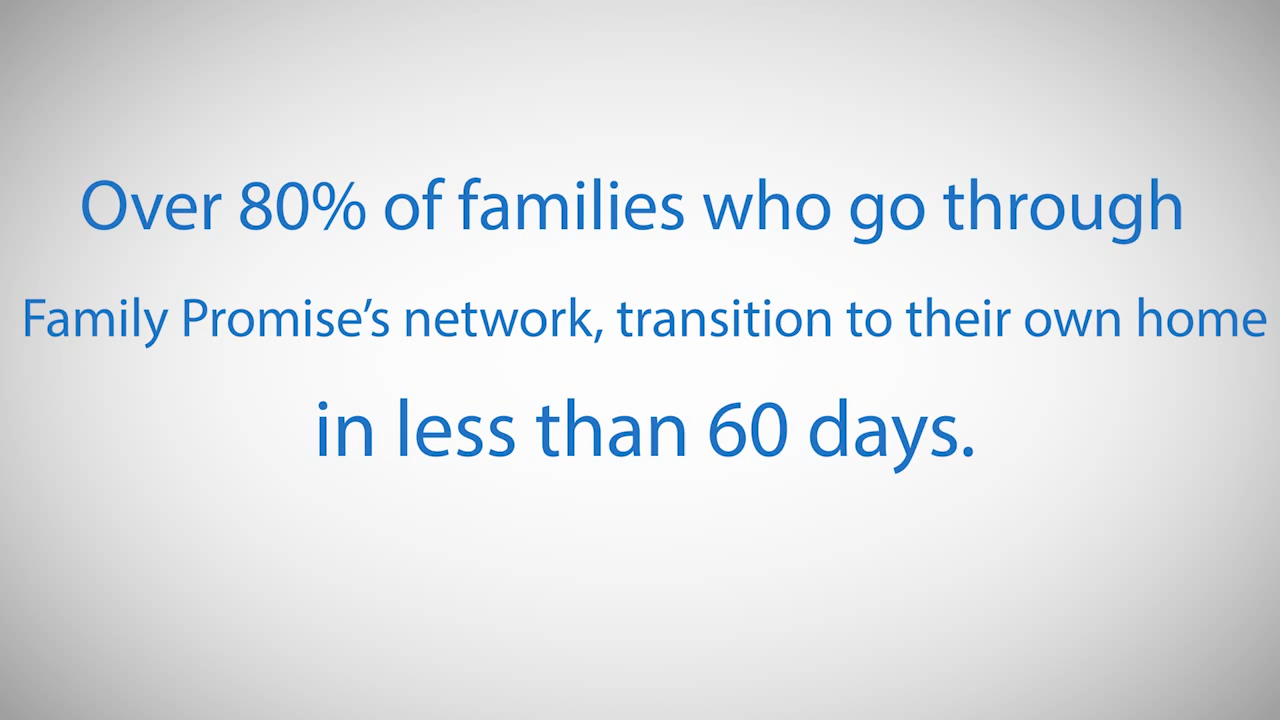 Over 80% of families who go through
Family Promise’s network, transition to their own home
in less than 60 days.